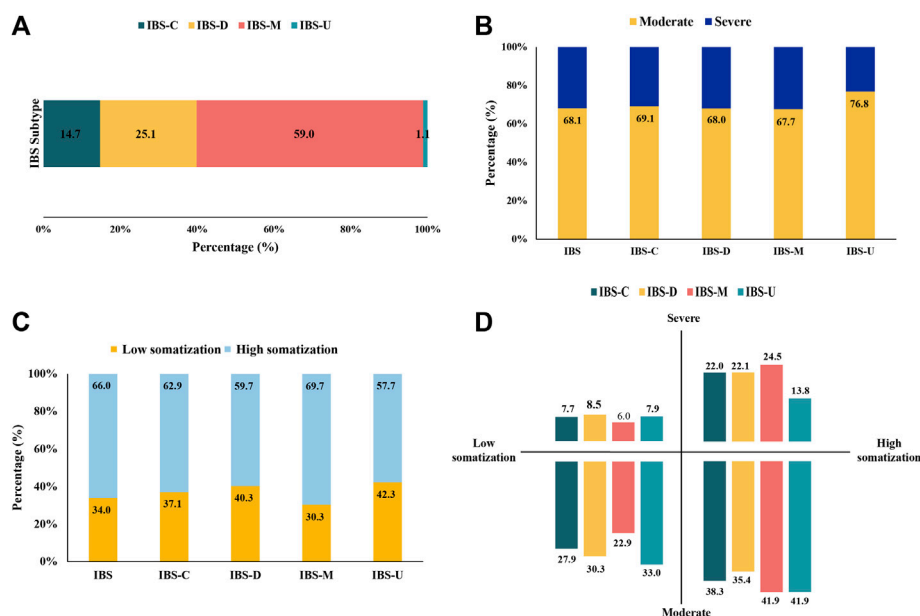 A
IBS-C IBS-D IBS-M IBS-U
IBS Subtype
14.7 25.1 59.0 1.1
0% 20% 40% 60% 80% 100%
Percentage (%)
B
Moderate Severe
Percentage (%)
100%
80%
60%
40%
20%
0%
68.1 69.1 68.0 67.7 76.8
IBS IBS-C IBS-D IBS-M IBS-U
C
Low somatization High somatization
Percentage (%)
100%
80%
60%
40%
20%
0%
66.0 62.9 59.7 69.7 57.7
34.0 37.1 40.3 30.3 42.3
IBS IBS-C IBS-D IBS-M IBS-U
IBS-C IBS-D IBS-M IBS-U
D
Severe
7.7 8.5 6.0 7.9
22.0 22.1 24.5 13.8
Low
somatization
High
somatization
27.9 30.3 22.9 33.0
38.3 35.4 41.9 41.9
Moderate